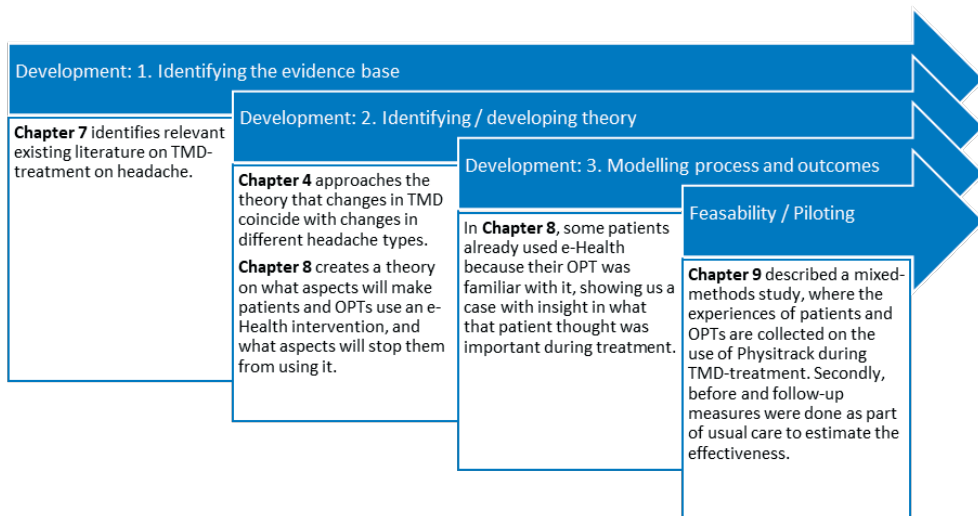 Development: 1. Identifying the evidence base
Chapter 7 identifies relevant
existing literature on TMD-
treatment on headache.
Development: 2. Identifying / developing theory
Chapter 4 approaches the
theory that changes in TMD
coincide with changes in
different headache types.
Chapter 8 creates a theory
on what aspects will make
patients and OPTs use an e-
Health intervention, and
what aspects will stop them
from using it.
Development: 3. Modelling process and outcomes
In Chapter 8, some patients
already used e-Health
because their OPT was
familiar with it, showing us a
case with insight in what
that patient thought was
important during treatment.
Feasability / Piloting
Chapter 9 described a mixed-
methods study, where the
experiences of patients and
OPTs are collected on the
use of Physitrack during
TMD-treatment. Secondly,
before and follow-up
measures were done as part
of usual care to estimate the
effectiveness.